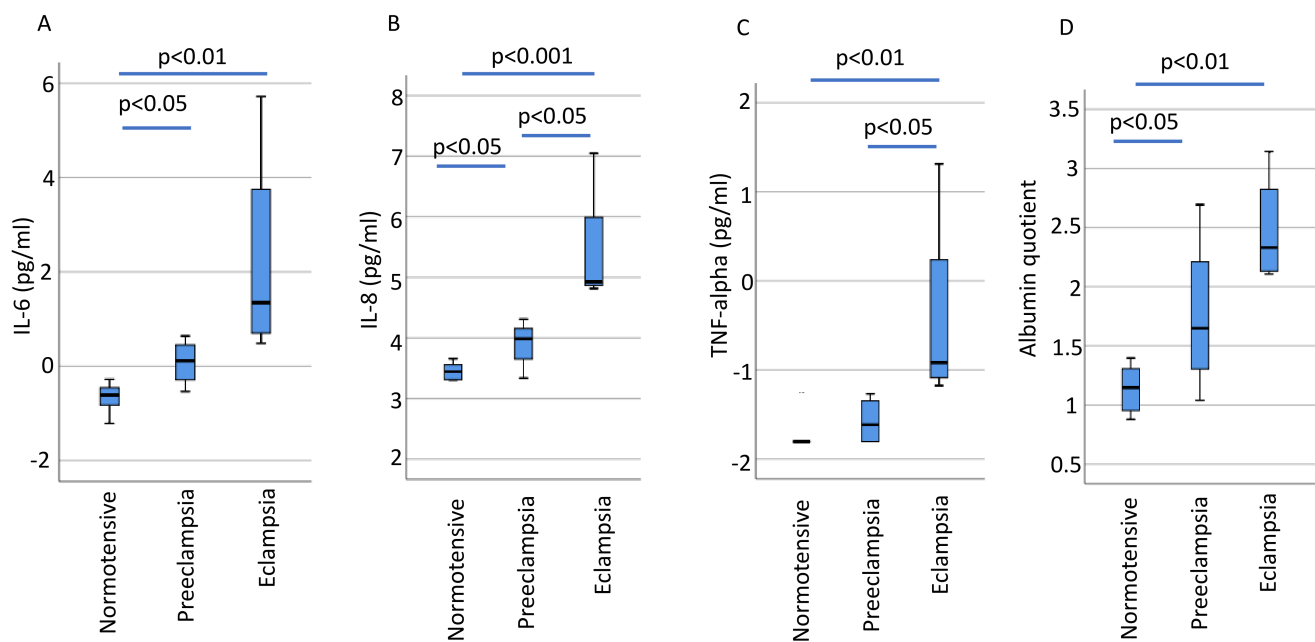 A
p<0.01
p<0.05
6
4
2
0
-2
IL-6 (pg/ml)
Normotensive
Preeclampsia
Eclampsia
B
p<0.001
p<0.05
p<0.05
8
7
6
5
4
3
2
IL-8 (pg/ml)
Normotensive
Preeclampsia
Eclampsia
C
p<0.01
p<0.05
2
1
0
-1
-2
TNF-alpha (pg/ml)
Normotensive
Preeclampsia
Eclampsia
D
p<0.01
p<0.05
3.5
3
2.5
2
1.5
1
0.5
Albumin quotient
Normotensive
Preeclampsia
Eclampsia